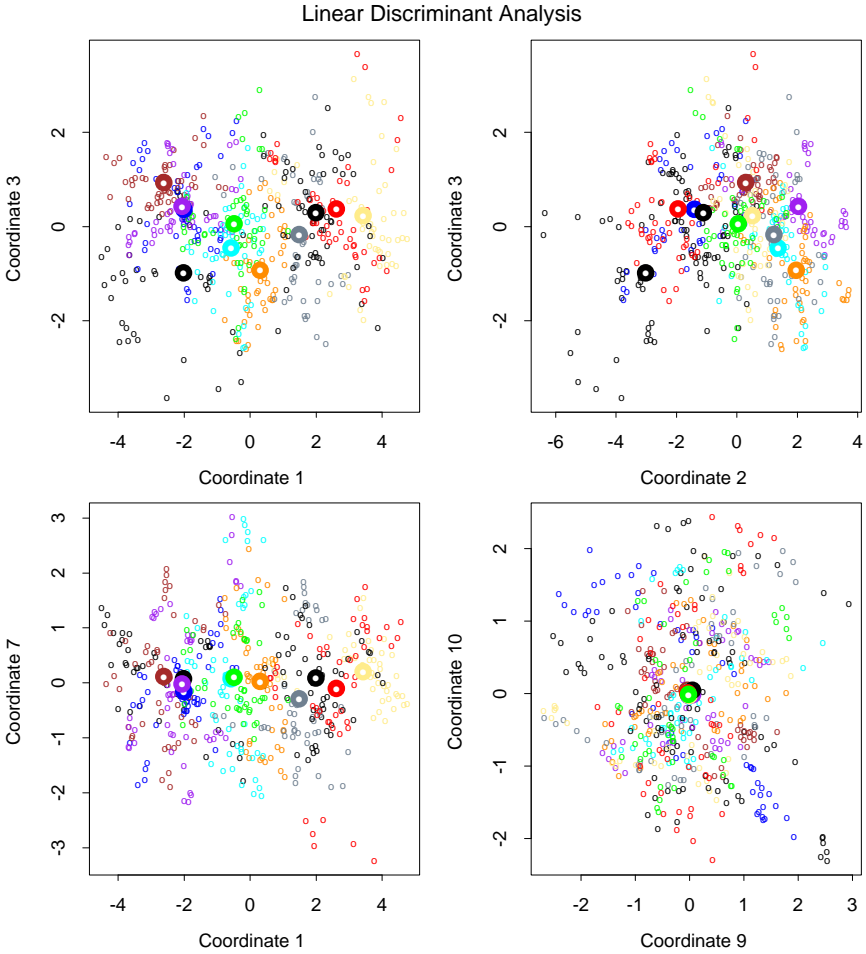 Linear Discriminant Analysis
Coordinate 3
2
0
-2
-4 -2 0 2 4
Coordinate 1
Coordinate 3
2
0
-2
-6 -4 -2 0 2 4
Coordinate 2
Coordinate 7
3
2
1
0
-1
-2
-3
-4 -2 0 2 4
Coordinate 1
Coordinate 10
2
1
0
-1
-2
-2 -1 0 1 2 3
Coordinate 9